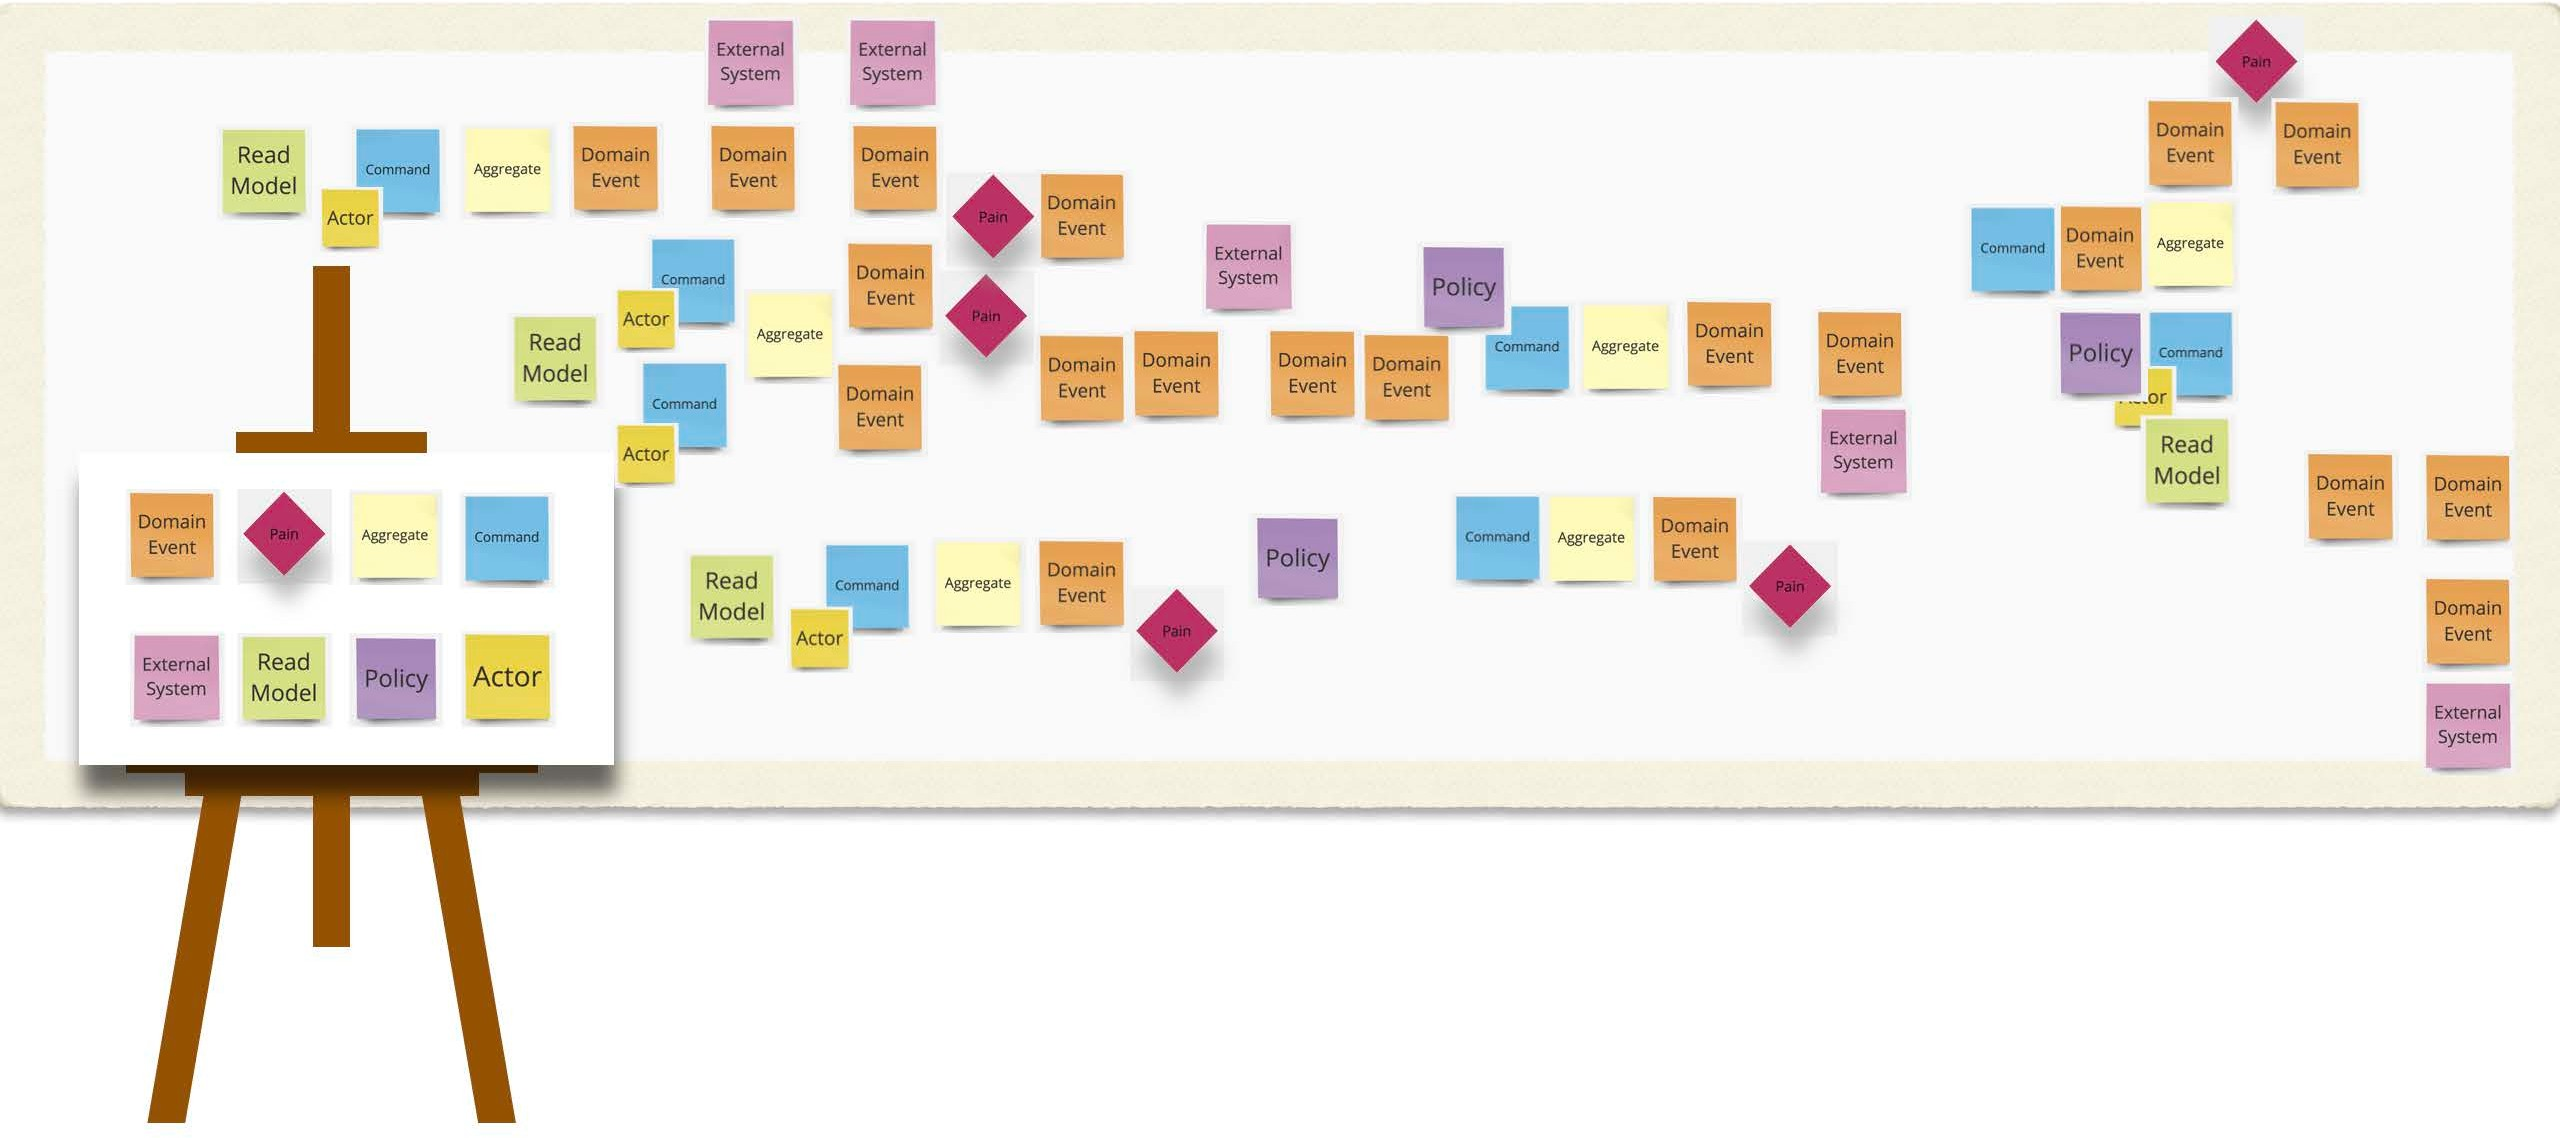 External
System
External
System
Pain
Domain
Event
Domain
Event
Read
Model
Command
Actor
Aggregate
Domain
Event
Domain
Event
Domain
Event
Pain
Domain
Event
Command
Domain
Event
Aggregate
Command
Actor
Domain
Event
Pain
External
System
Policy
Read
Model
Aggregate
Command
Actor
Domain
Event
Domain
Event
Domain
Event
Domain
Event
Domain
Event
Command
Aggregate
Domain
Event
Domain
Event
External
System
Policy
Command
Read
Model
Domain
Event
Domain
Event
Domain
Event
External
System
Read
Model
Command
Actor
Aggregate
Domain
Event
Pain
Policy
Command
Aggregate
Domain
Event
Pain
Domain
Event
Pain
Aggregate
Command
External
System
Read
Model
Policy
Actor